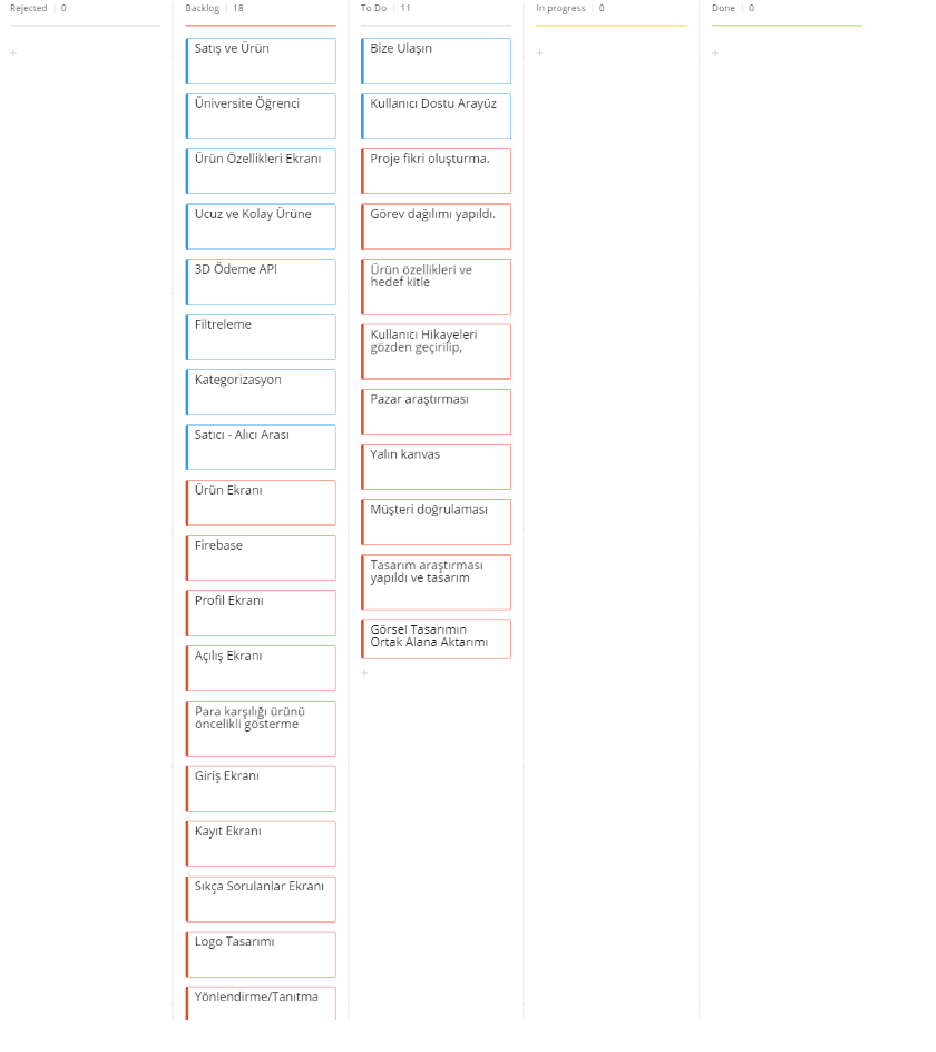 Rejected | 0
+
Backlog | 18
Satış ve Ürün
Üniversite Öğrenci
Ürün Özellikleri Ekranı
Ucuz ve Kolay Ürüne
3D Ödeme API
Filtreleme
Kategorizasyon
Satıcı - Alıcı Arası
Ürün Ekranı
Firebase
Profil Ekranı
Açılış Ekranı
Para karşılığı ürünü
öncelikli gösterme
Giriş Ekranı
Kayıt Ekranı
Sıkça Sorulanlar Ekranı
Logo Tasarımı
Yönlendirme/Tanıtma
To Do | 11
Bize Ulaşın
Kullanıcı Dostu Arayüz
Proje fikri oluşturma.
Görev dağılımı yapıldı.
Ürün özellikleri ve
hedef kitle
Kullanıcı Hikayeleri
gözden geçirilip,
Pazar araştırması
Yalın kanvas
Müşteri doğrulaması
Tasarım araştırması
yapıldı ve tasarım
Görsel Tasarımın
Ortak Alana Aktarımı
+
In progress | 0
+
Done | 0
+